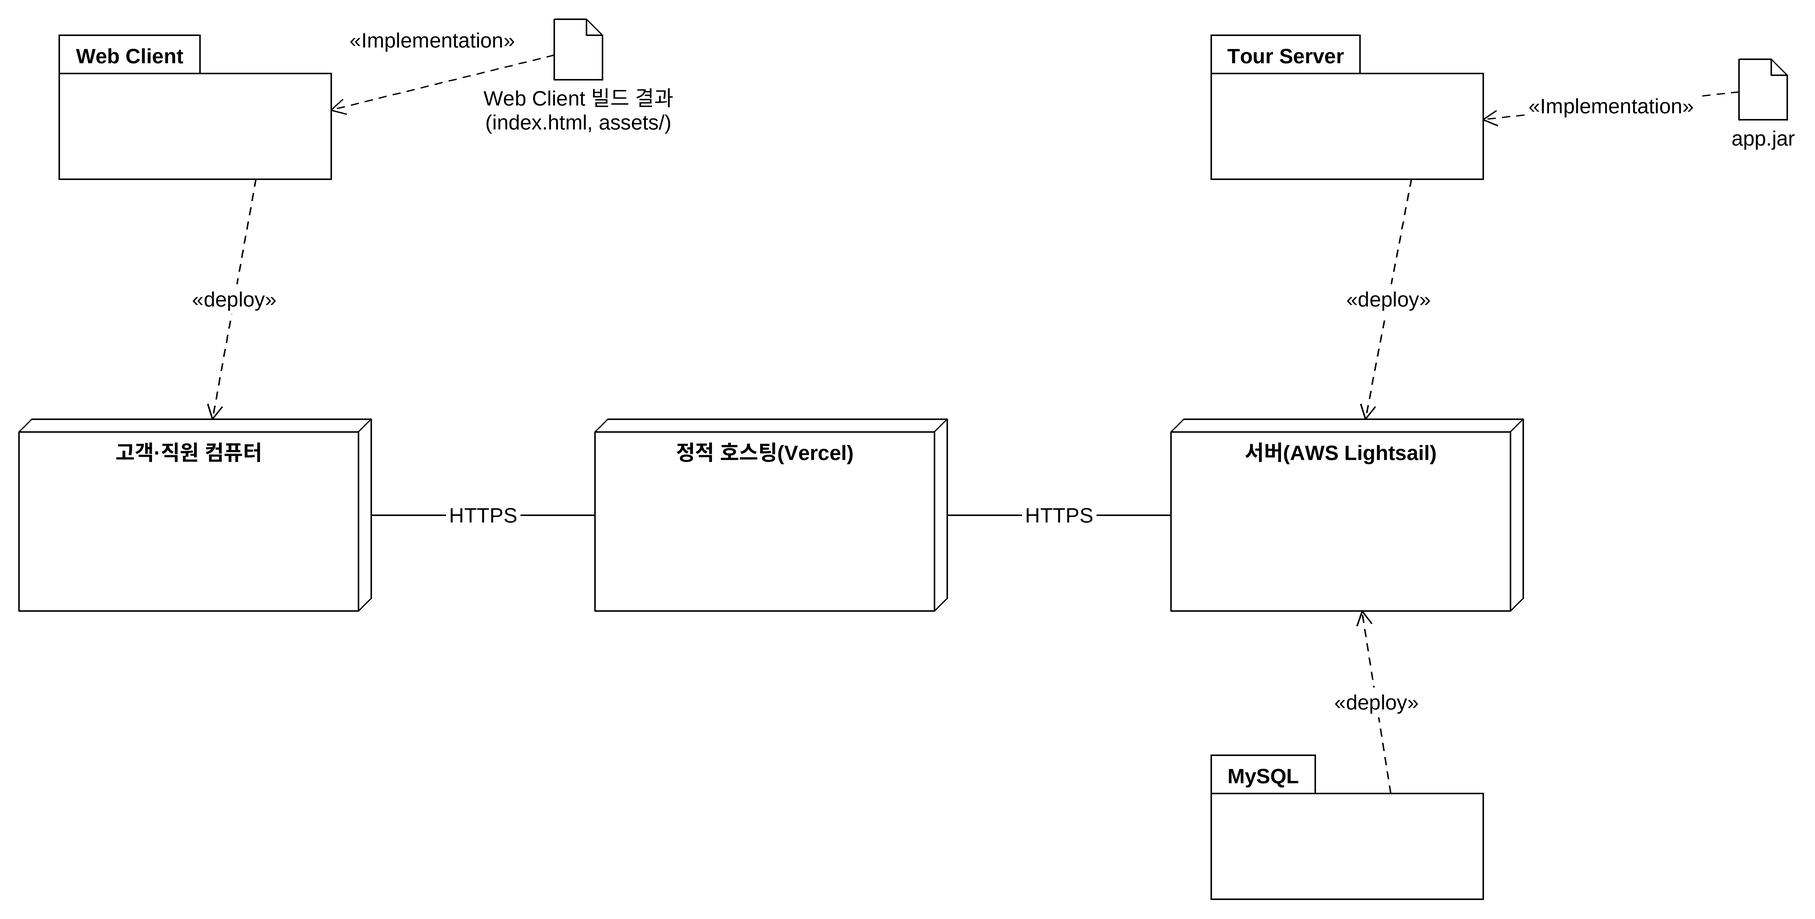 Web Client
«Implementation»
Web Client 빌드 결과
(index.html, assets/)
Tour Server
«Implementation»
app.jar
«deploy»
«deploy»
고객·직원 컴퓨터
HTTPS
정적 호스팅(Vercel)
HTTPS
서버(AWS Lightsail)
«deploy»
MySQL